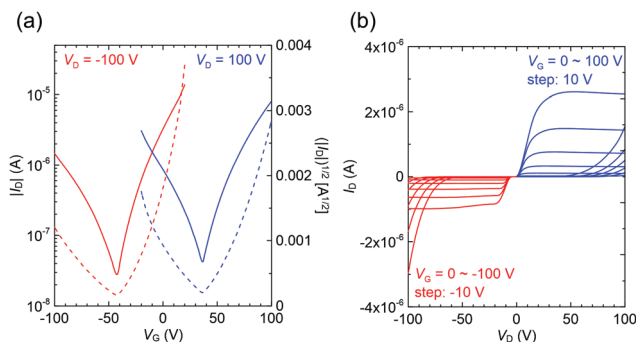 (a)
V_D = -100 V
V_D = 100 V
|I_D| (A)
10^-5
10^-6
10^-7
10^-8
0.004
0.003
0.002
0.001
0
(|I_D|)^1/2 [A^1/2]
-100 -50 0 50 100
V_G (V)
(b)
V_G = 0 ~ 100 V
step: 10 V
I_D (A)
4x10^-6
2x10^-6
0
-2x10^-6
-4x10^-6
V_G = 0 ~ -100 V
step: -10 V
-100 -50 0 50 100
V_D (V)